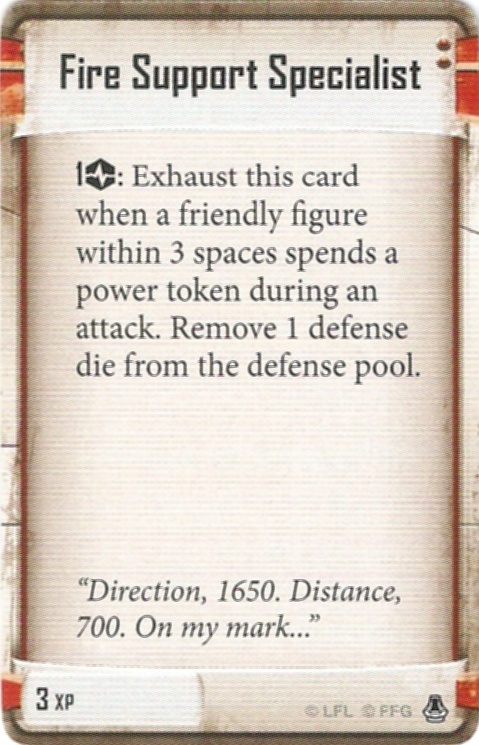 Fire Support Specialist
1: Exhaust this card
when a friendly figure
within 3 spaces spends a
power token during an
attack. Remove 1 defense
die from the defense pool.
“Direction, 1650. Distance,
700. On my mark...”
3 XP
© LFL © FFG